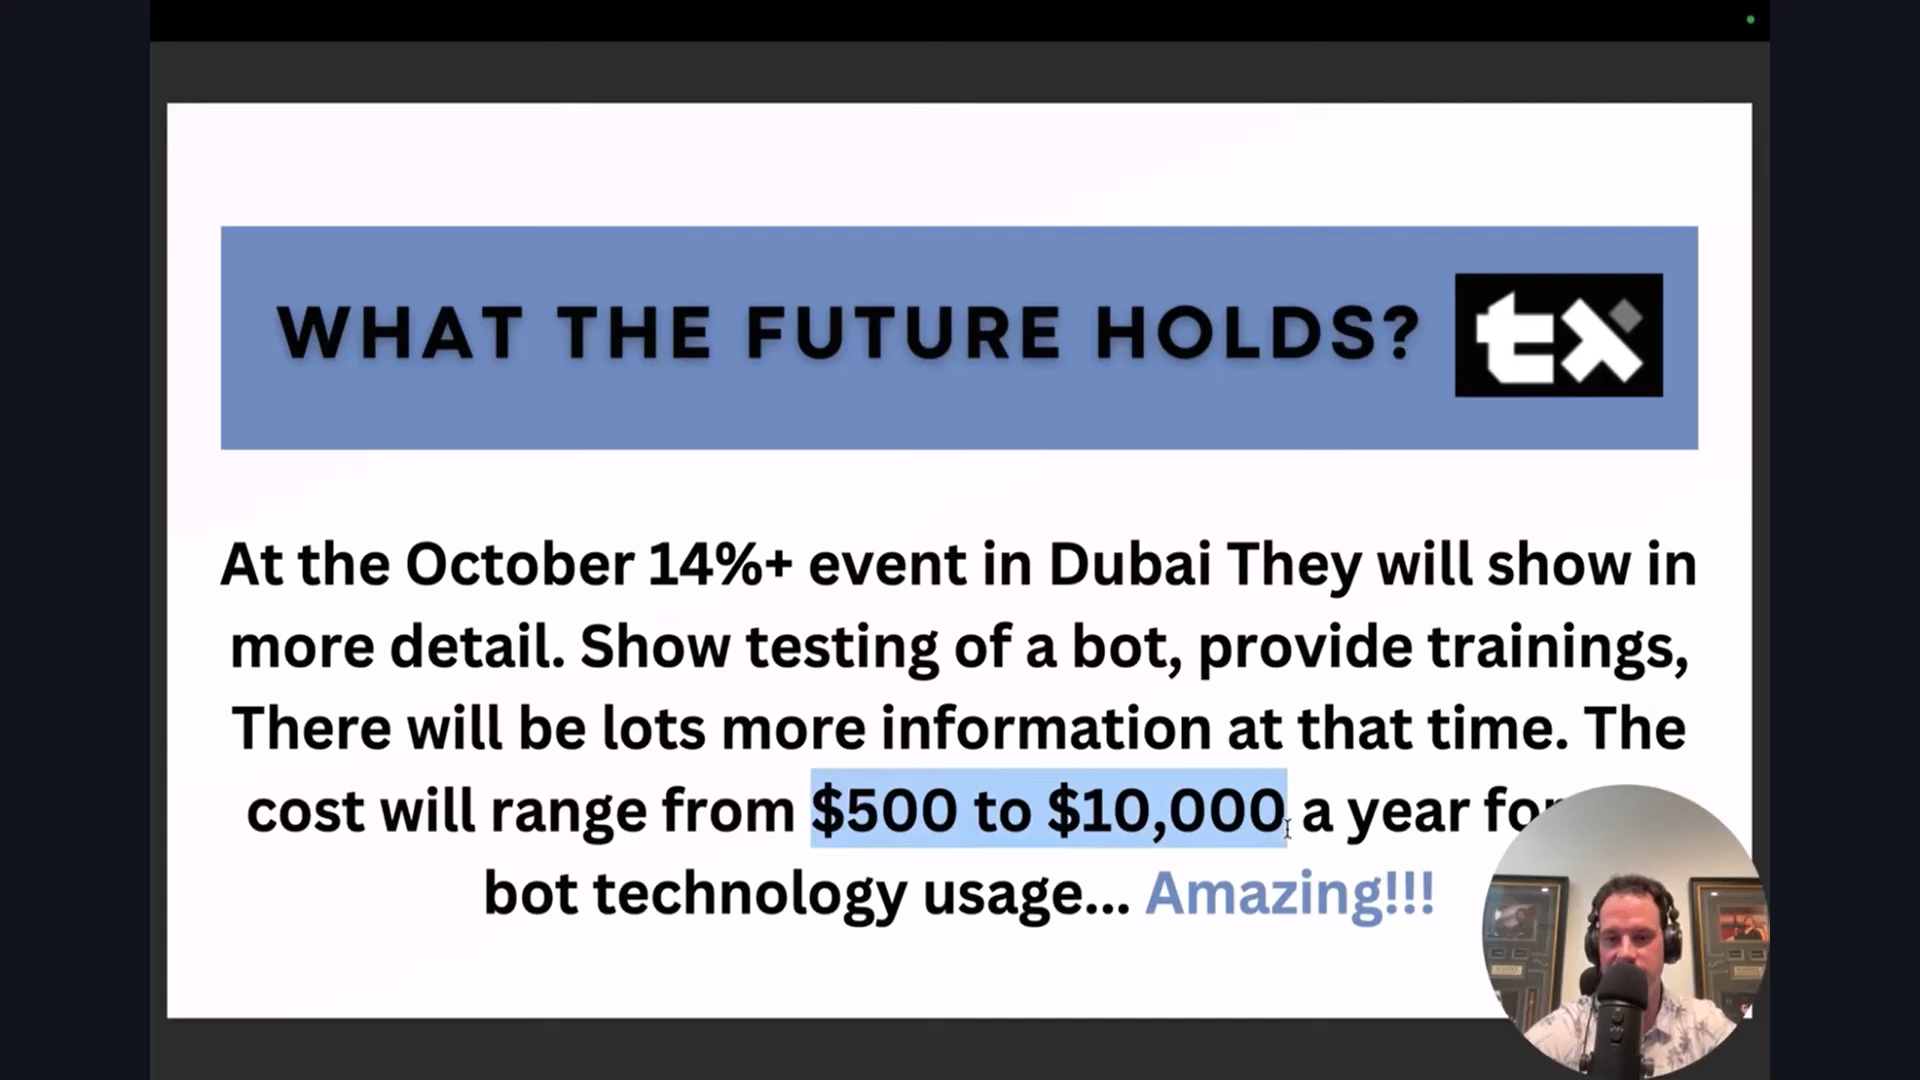 WHAT THE FUTURE HOLDS?
tx
At the October 14%+ event in Dubai They will show in
more detail. Show testing of a bot, provide trainings,
There will be lots more information at that time. The
cost will range from $500 to $10,000 a year for
bot technology usage... Amazing!!!